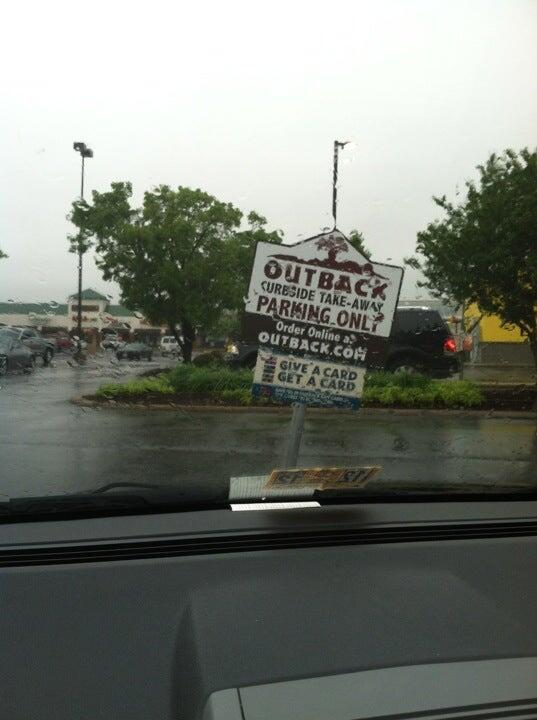 OUTBACK
CURBSIDE TAKE-AWAY
PARKING ONLY
Order Online at
OUTBACK.COM
GIVE A CARD
GET A CARD